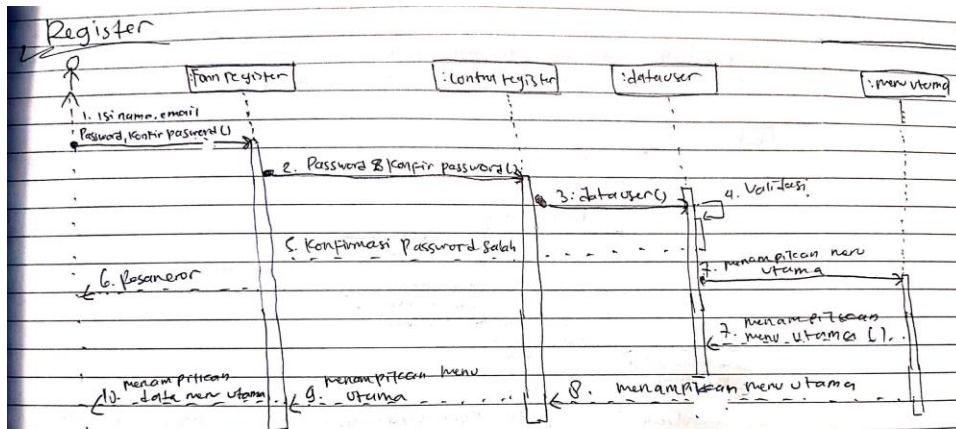 Register
:Form register
:Control register
:datauser
:menu utama
1. Isi name, email
Password, konfir password()
2. Password & konfir password()
3: datauser()
4. Validasi
5. Konfirmasi Password salah
6. Pesan eror
7. menampilkan menu
utama
7. menampilkan
menu utama ().
8. menampilkan menu utama
9. menampilkan menu
utama
10. menampilkan
data menu utama